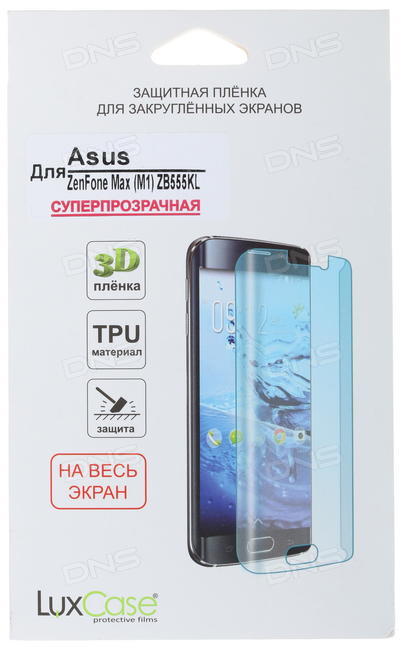 ЗАЩИТНАЯ ПЛЁНКА
ДЛЯ ЗАКРУГЛЁННЫХ ЭКРАНОВ
Для Asus
ZenFone Max (M1) ZB555KL
СУПЕРПРОЗРАЧНАЯ
3D
плёнка
TPU
материал
защита
НА ВЕСЬ
ЭКРАН
LuxCase®
protective films
DNS